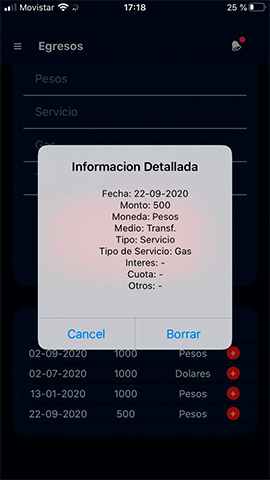 Movistar 17:18 25 %
Egresos
Pesos
Servicio
Gas
Informacion Detallada
Fecha: 22-09-2020
Monto: 500
Moneda: Pesos
Medio: Transf.
Tipo: Servicio
Tipo de Servicio: Gas
Interes: -
Cuota: -
Otros: -
Cancel Borrar
02-09-2020 1000 Pesos +
02-07-2020 1000 Dolares +
13-01-2020 1000 Pesos +
22-09-2020 500 Pesos +